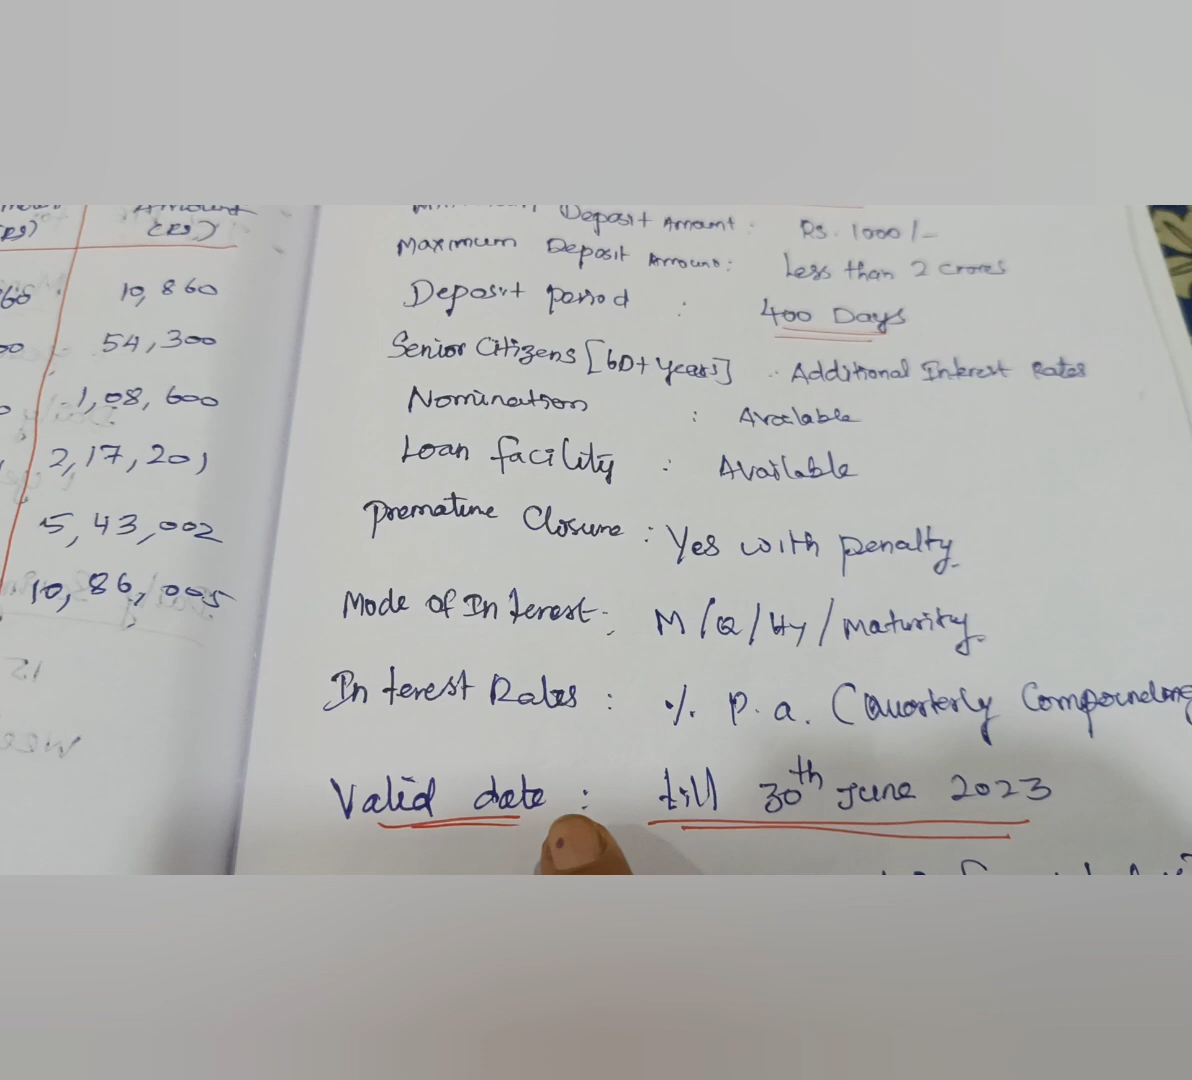 Amount
(Rs)
10,860
54,300
1,08,600
2,17,201
5,43,002
10,86,005
Deposit Amount : Rs. 1000/-
Maximum Deposit Amount : Less than 2 crores
Deposit period : 400 Days
Senior Citizens [60+ years] : Additional Interest Rates
Nomination : Available
Loan facility : Available
Premature Closure : Yes with penalty.
Mode of Interest : M/Q/Hy/Maturity.
Interest Rates : % p.a. (Quarterly Compounding
Valid date : till 30th June 2023